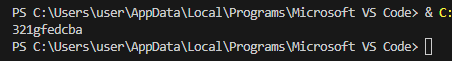 PS C:\Users\user\AppData\Local\Programs\Microsoft VS Code> & C:
321gfedcba
PS C:\Users\user\AppData\Local\Programs\Microsoft VS Code>